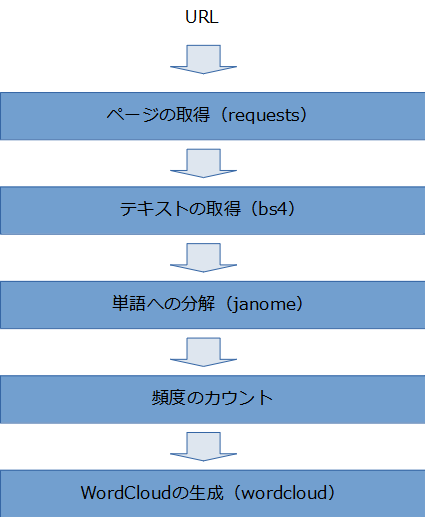 URL
ページの取得（requests）
テキストの取得（bs4）
単語への分解（janome）
頻度のカウント
WordCloudの生成（wordcloud）